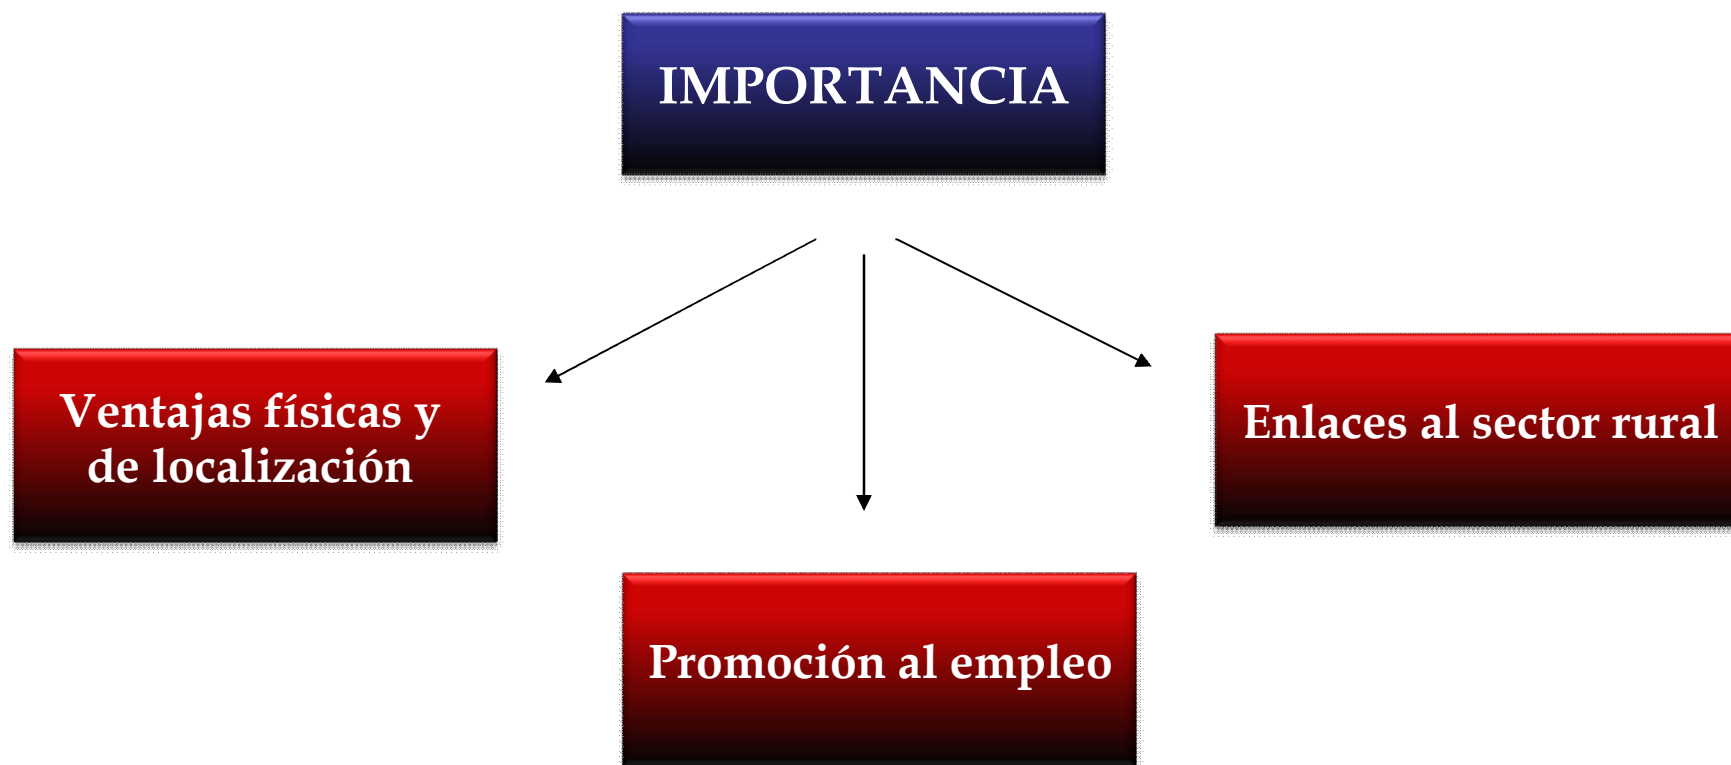 IMPORTANCIA
Ventajas físicas y
de localización
Enlaces al sector rural
Promoción al empleo